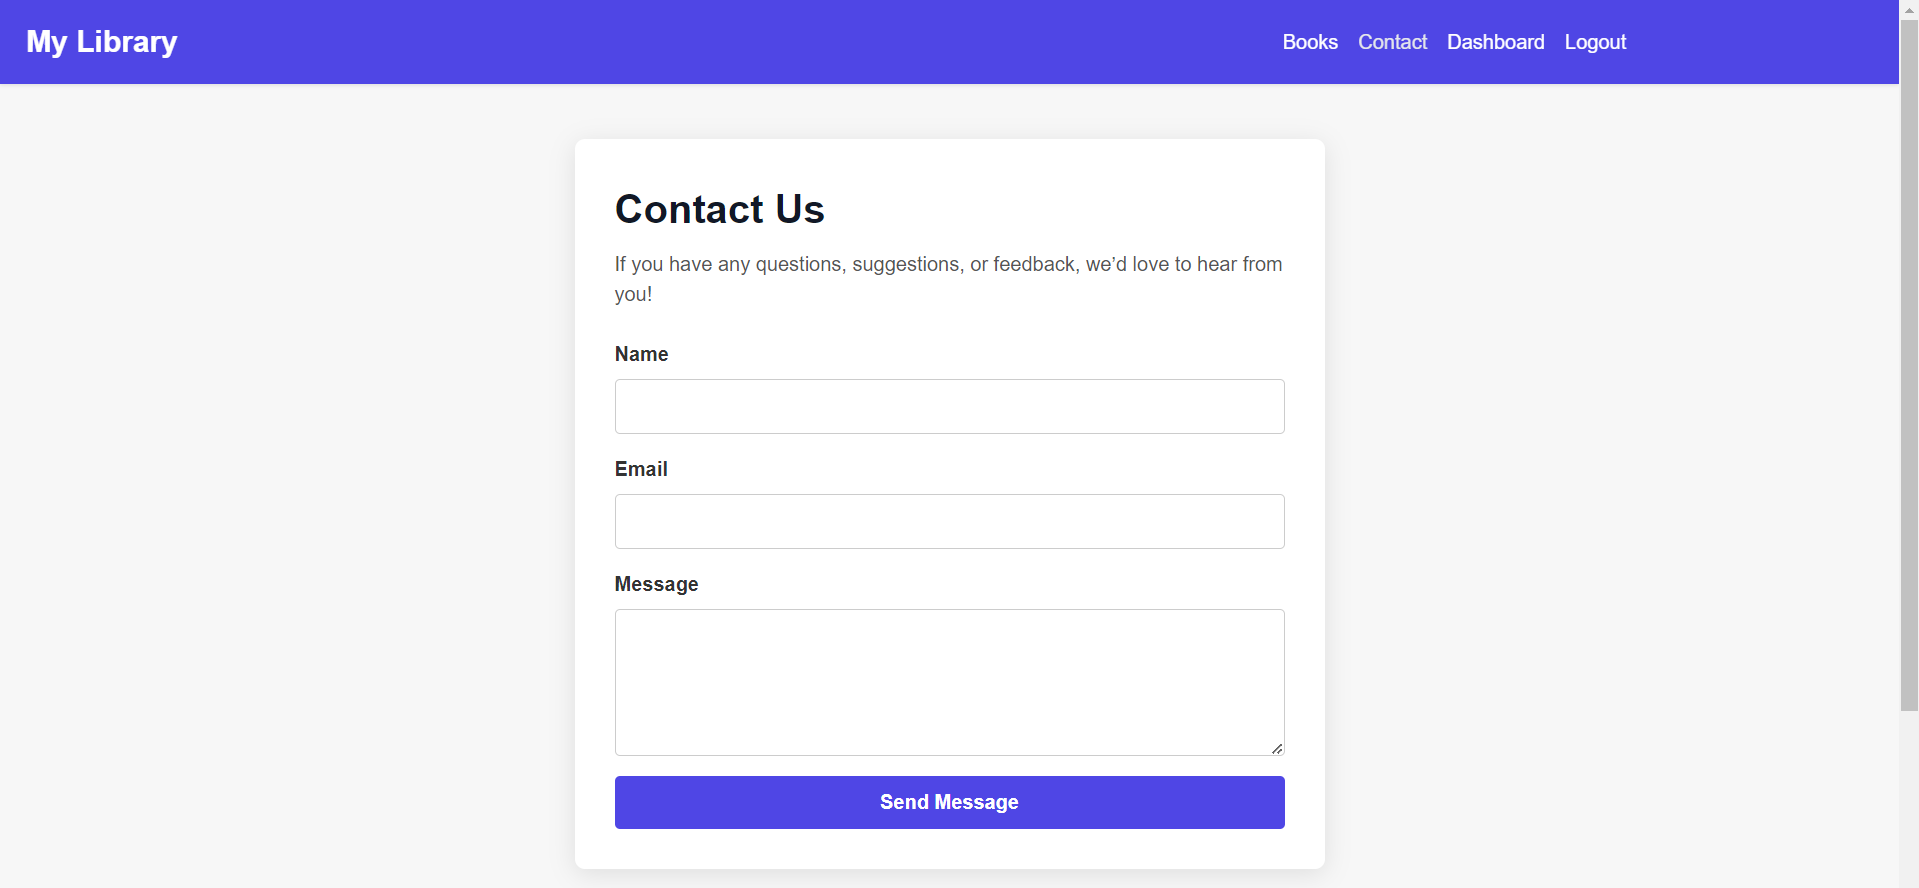 My Library
Books Contact Dashboard Logout
Contact Us
If you have any questions, suggestions, or feedback, we’d love to hear from
you!
Name
Email
Message
Send Message